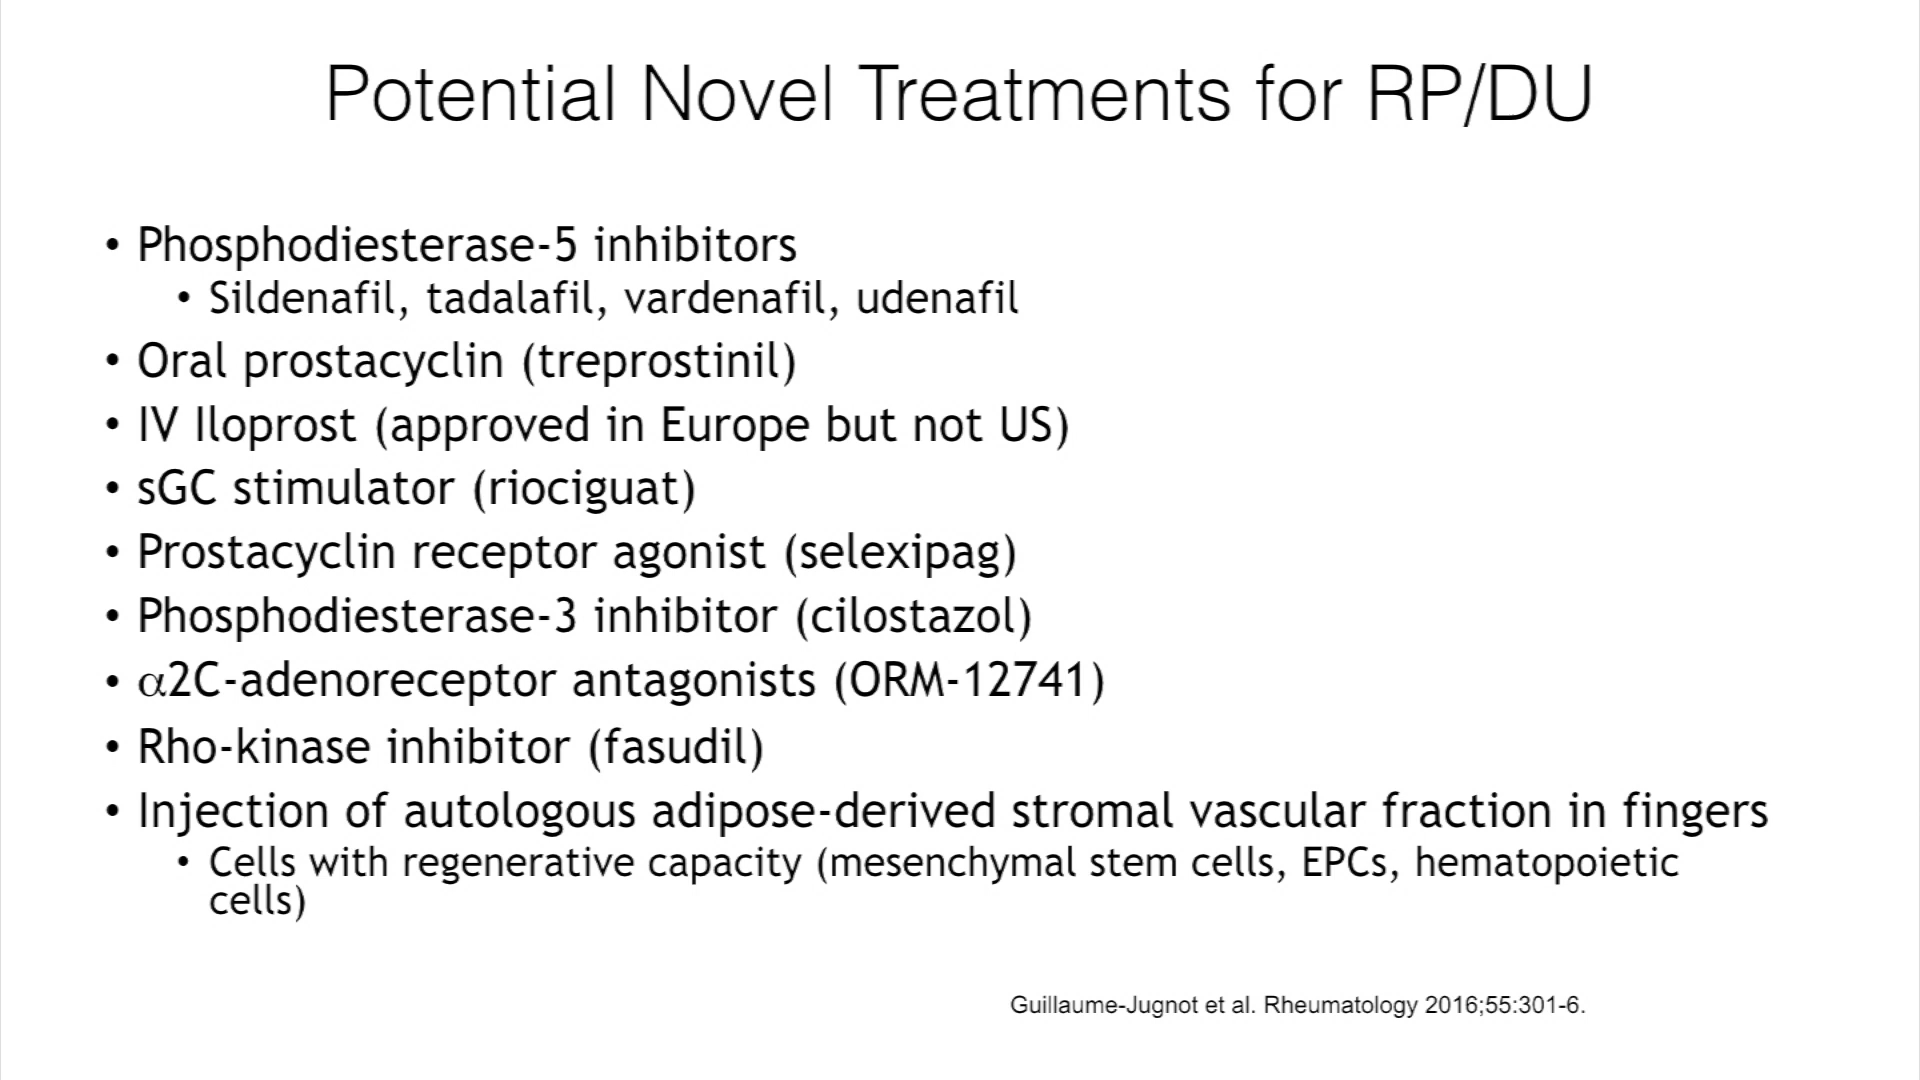 Potential Novel Treatments for RP/DU
• Phosphodiesterase-5 inhibitors
• Sildenafil, tadalafil, vardenafil, udenafil
• Oral prostacyclin (treprostinil)
• IV Iloprost (approved in Europe but not US)
• sGC stimulator (riociguat)
• Prostacyclin receptor agonist (selexipag)
• Phosphodiesterase-3 inhibitor (cilostazol)
• α2C-adenoreceptor antagonists (ORM-12741)
• Rho-kinase inhibitor (fasudil)
• Injection of autologous adipose-derived stromal vascular fraction in fingers
• Cells with regenerative capacity (mesenchymal stem cells, EPCs, hematopoietic
cells)
Guillaume-Jugnot et al. Rheumatology 2016;55:301-6.